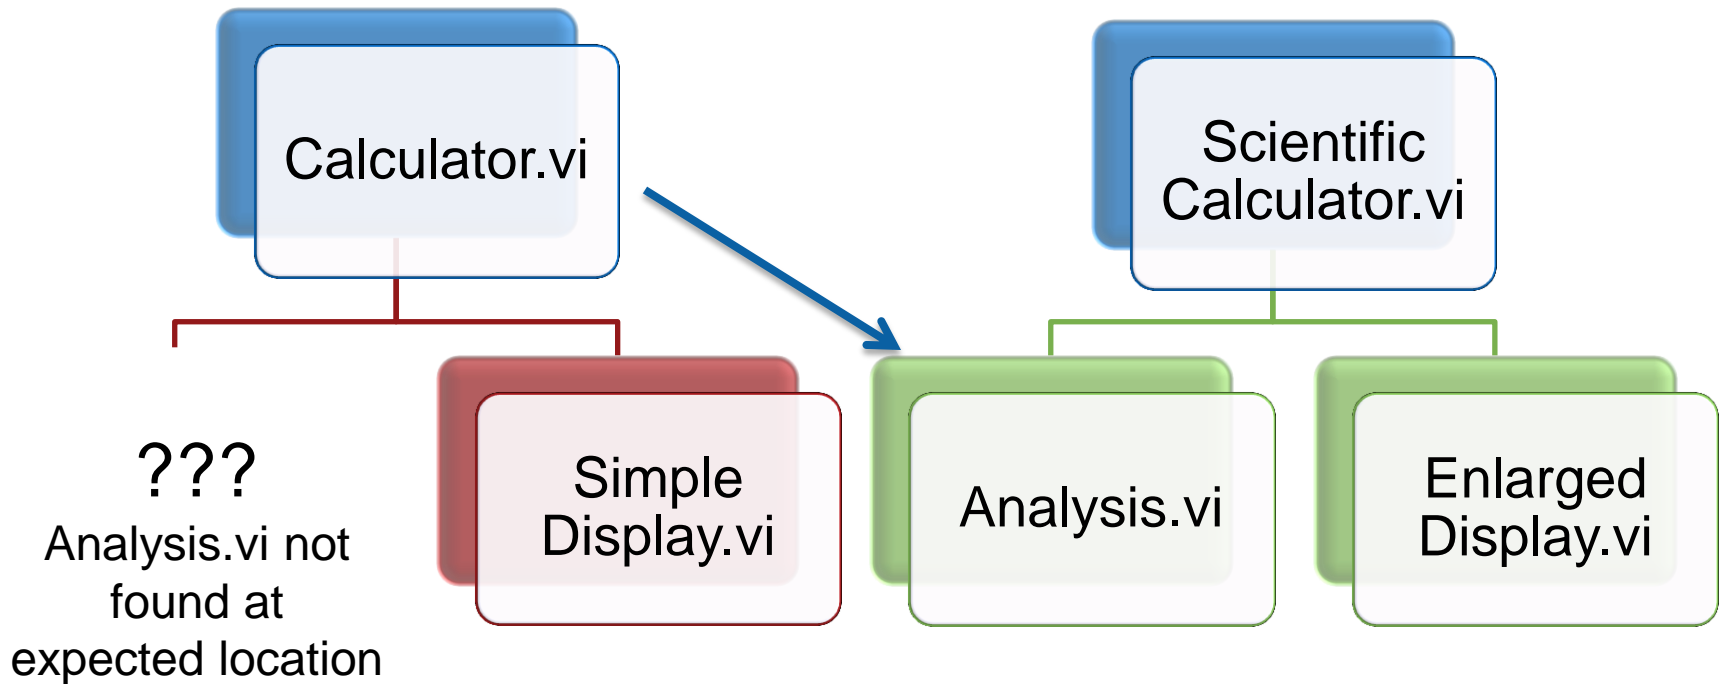 Calculator.vi
Scientific
Calculator.vi
???
Analysis.vi not
found at
expected location
Simple
Display.vi
Analysis.vi
Enlarged
Display.vi